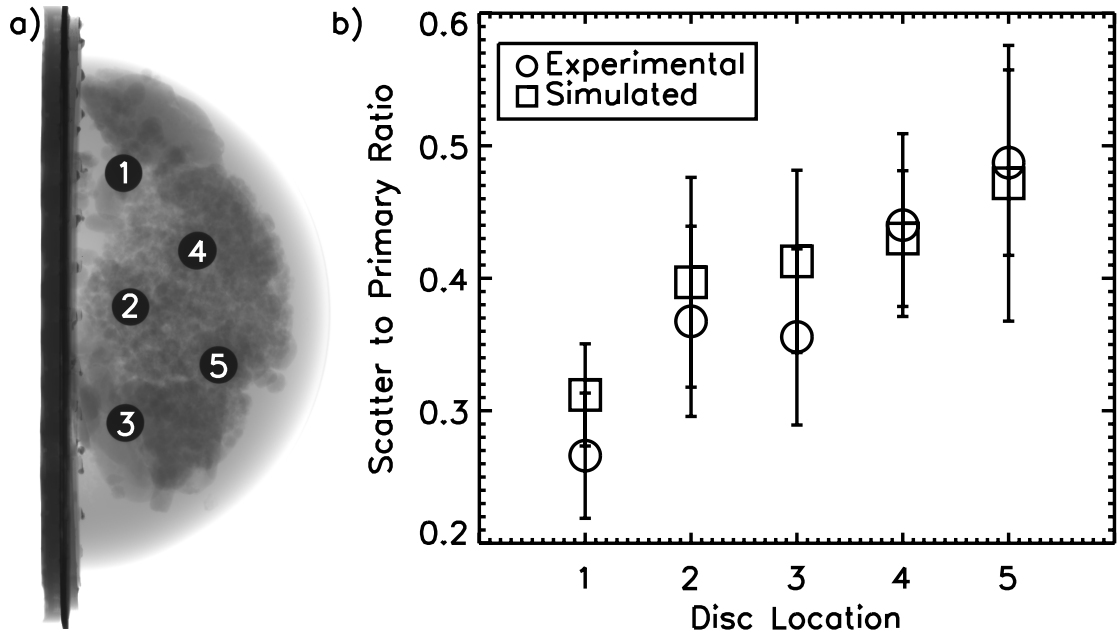 a)
1
4
2
5
3
b)
Experimental
Simulated
Scatter to Primary Ratio
0.6
0.5
0.4
0.3
0.2
1 2 3 4 5
Disc Location